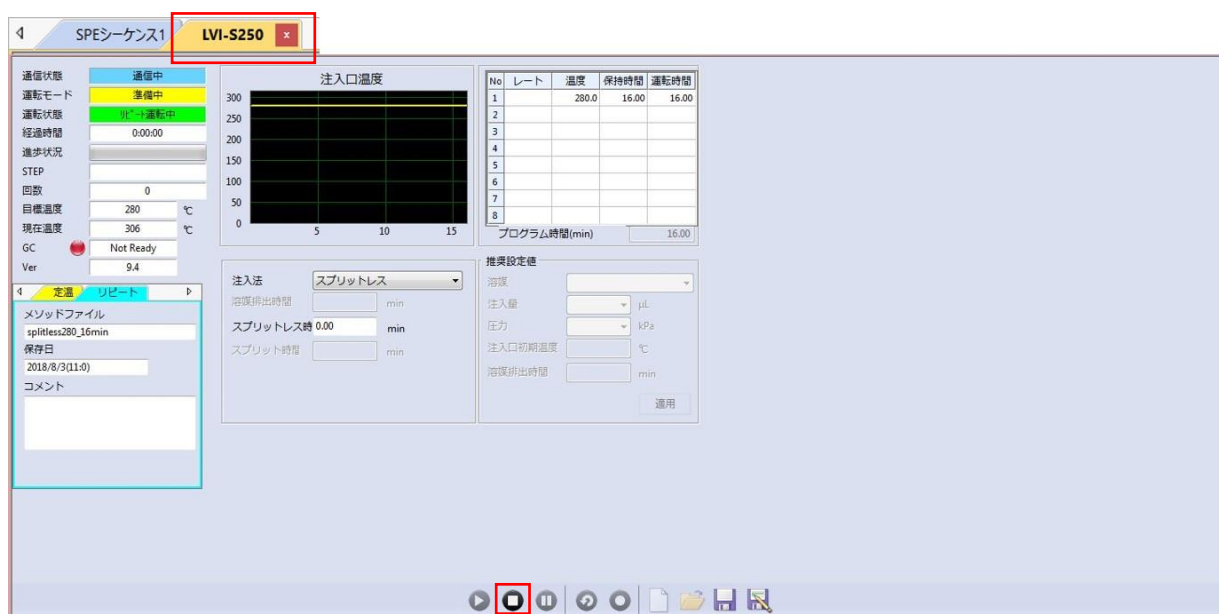 SPEシーケンス1 LVI-S250 x
通信状態 通信中
運転モード 準備中
運転状態 リピート運転中
経過時間 0:00:00
進歩状況
STEP
回数 0
目標温度 280 ℃
現在温度 306 ℃
GC Not Ready
Ver 9.4
定温 リピート
メソッドファイル
splitless280_16min
保存日
2018/8/3(11:0)
コメント
注入口温度
300
250
200
150
100
50
0
5 10 15
No レート 温度 保持時間 運転時間
1 280.0 16.00 16.00
2
3
4
5
6
7
8
プログラム時間(min) 16.00
注入法 スプリットレス
溶媒排出時間 min
スプリットレス時 0.00 min
スプリット時間 min
推奨設定値
溶媒
注入量 μL
圧力 kPa
注入口初期温度 ℃
溶媒排出時間 min
適用